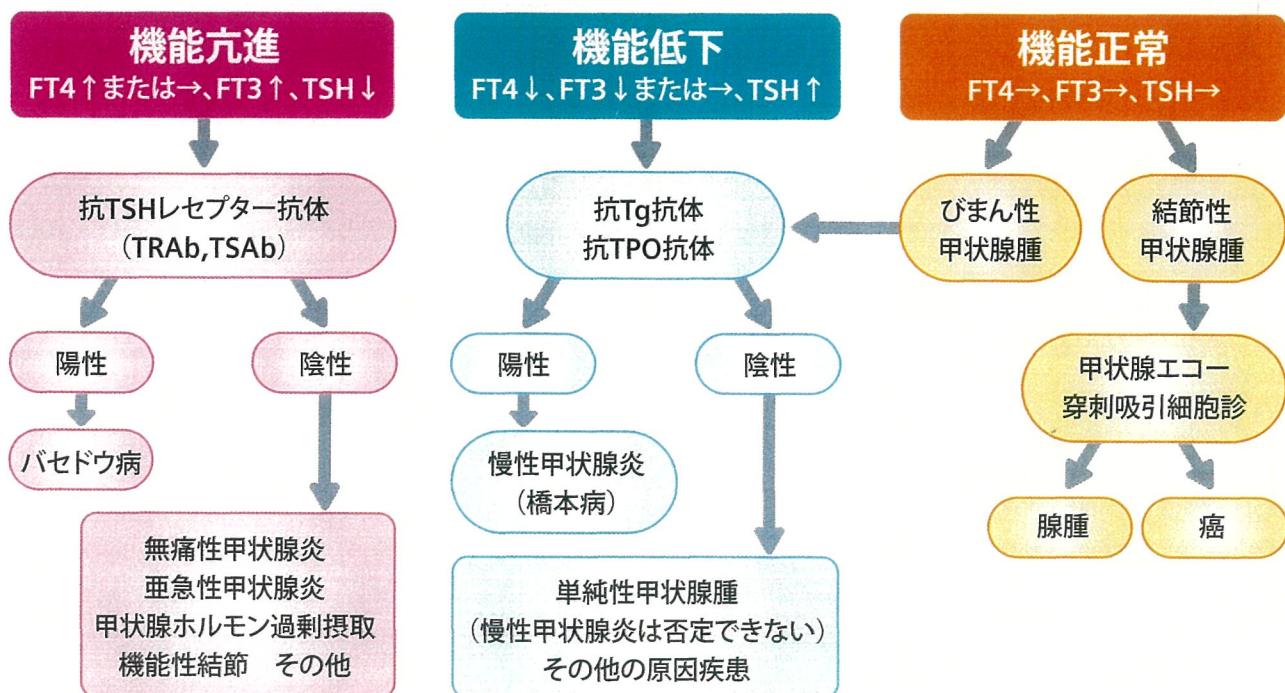 機能亢進
FT4↑または→、FT3↑、TSH↓
抗TSHレセプター抗体
(TRAb,TSAb)
陽性
陰性
バセドウ病
無痛性甲状腺炎
亜急性甲状腺炎
甲状腺ホルモン過剰摂取
機能性結節 その他
機能低下
FT4↓、FT3↓または→、TSH↑
抗Tg抗体
抗TPO抗体
陽性
陰性
慢性甲状腺炎
(橋本病)
単純性甲状腺腫
(慢性甲状腺炎は否定できない)
その他の原因疾患
機能正常
FT4→、FT3→、TSH→
びまん性
甲状腺腫
結節性
甲状腺腫
甲状腺エコー
穿刺吸引細胞診
腺腫
癌